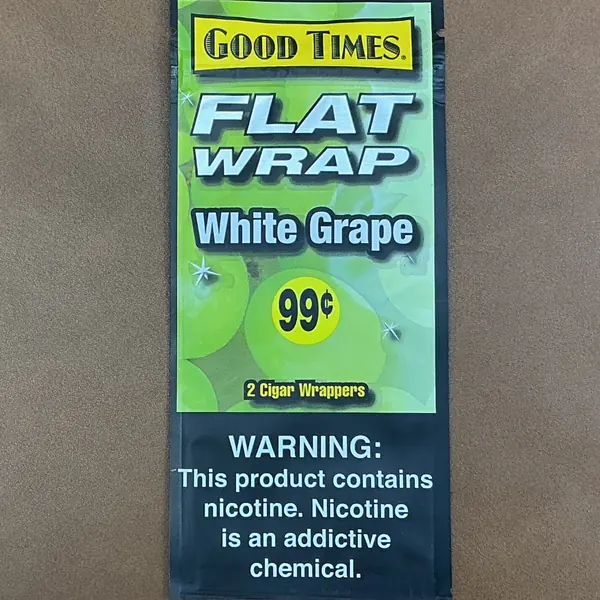 GOOD TIMES®
FLAT
WRAP
White Grape
99¢
2 Cigar Wrappers
WARNING:
This product contains
nicotine. Nicotine
is an addictive
chemical.